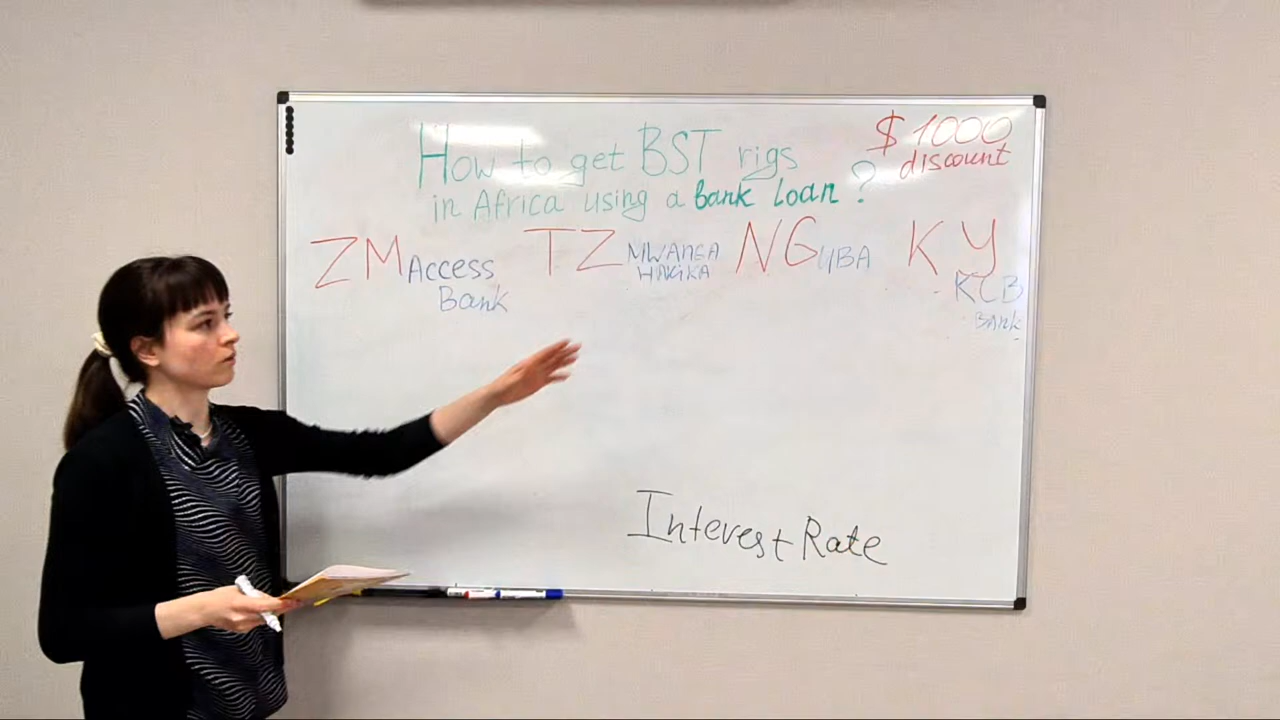 How to get BST rigs
in Africa using a bank loan?
$ 1000
discount
ZM Access
Bank
TZ MWANGA
HAKIKA
NG UBA
KY
KCB
BANK
Interest Rate